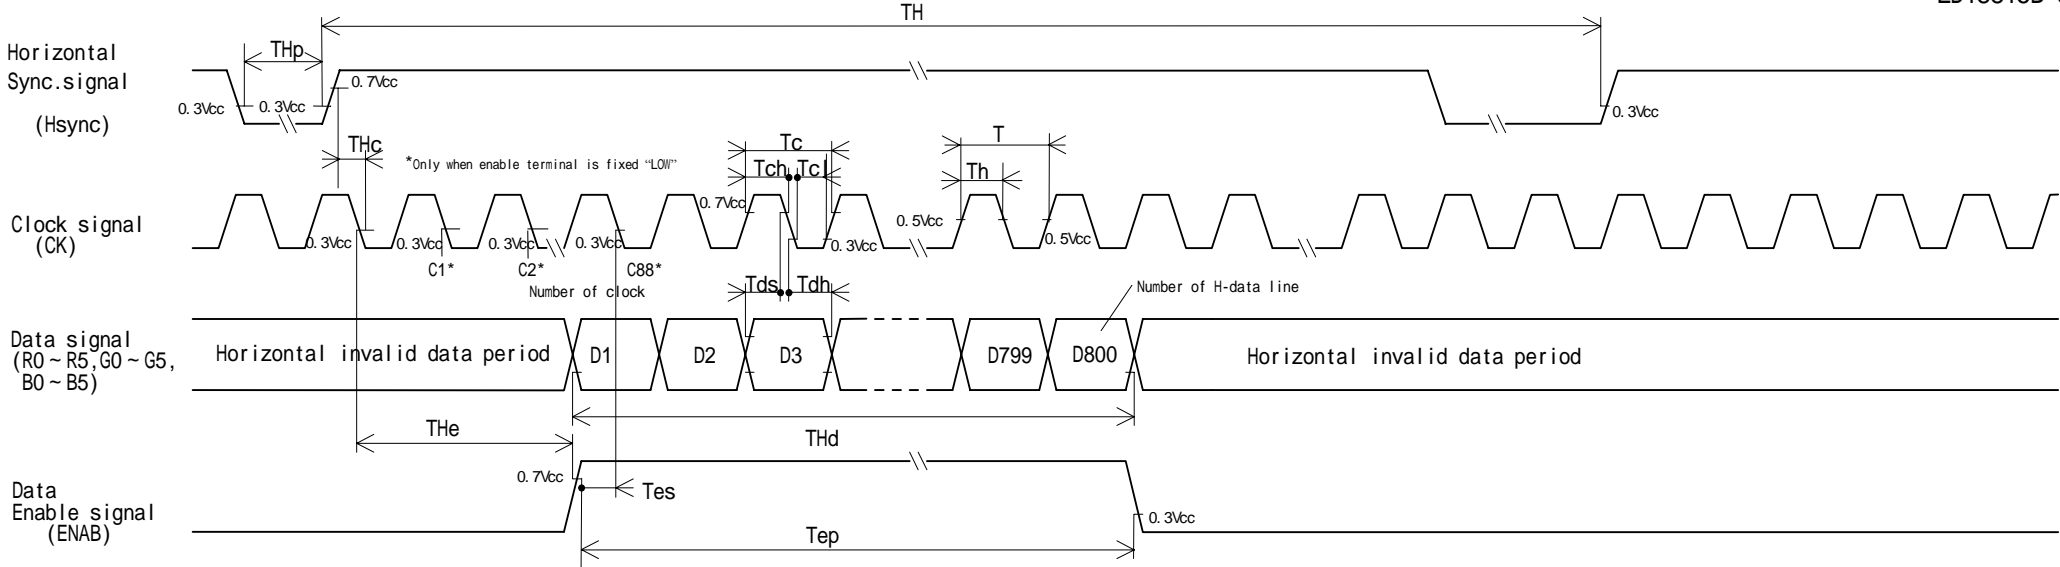 TH
Horizontal
Sync.signal
(Hsync)
THp
0.7Vcc
0.3Vcc
0.3Vcc
0.3Vcc
THc
*Only when enable terminal is fixed “LOW”
Tc
Tch
Tcl
T
Th
Clock signal
(CK)
0.3Vcc
0.3Vcc
0.3Vcc
0.3Vcc
0.7Vcc
0.3Vcc
0.5Vcc
0.5Vcc
C1*
C2*
C88*
Number of clock
Tds
Tdh
Number of H-data line
Data signal
(R0~R5,G0~G5,
B0~B5)
Horizontal invalid data period
D1
D2
D3
D799
D800
Horizontal invalid data period
THe
THd
0.7Vcc
Tes
Data
Enable signal
(ENAB)
Tep
0.3Vcc